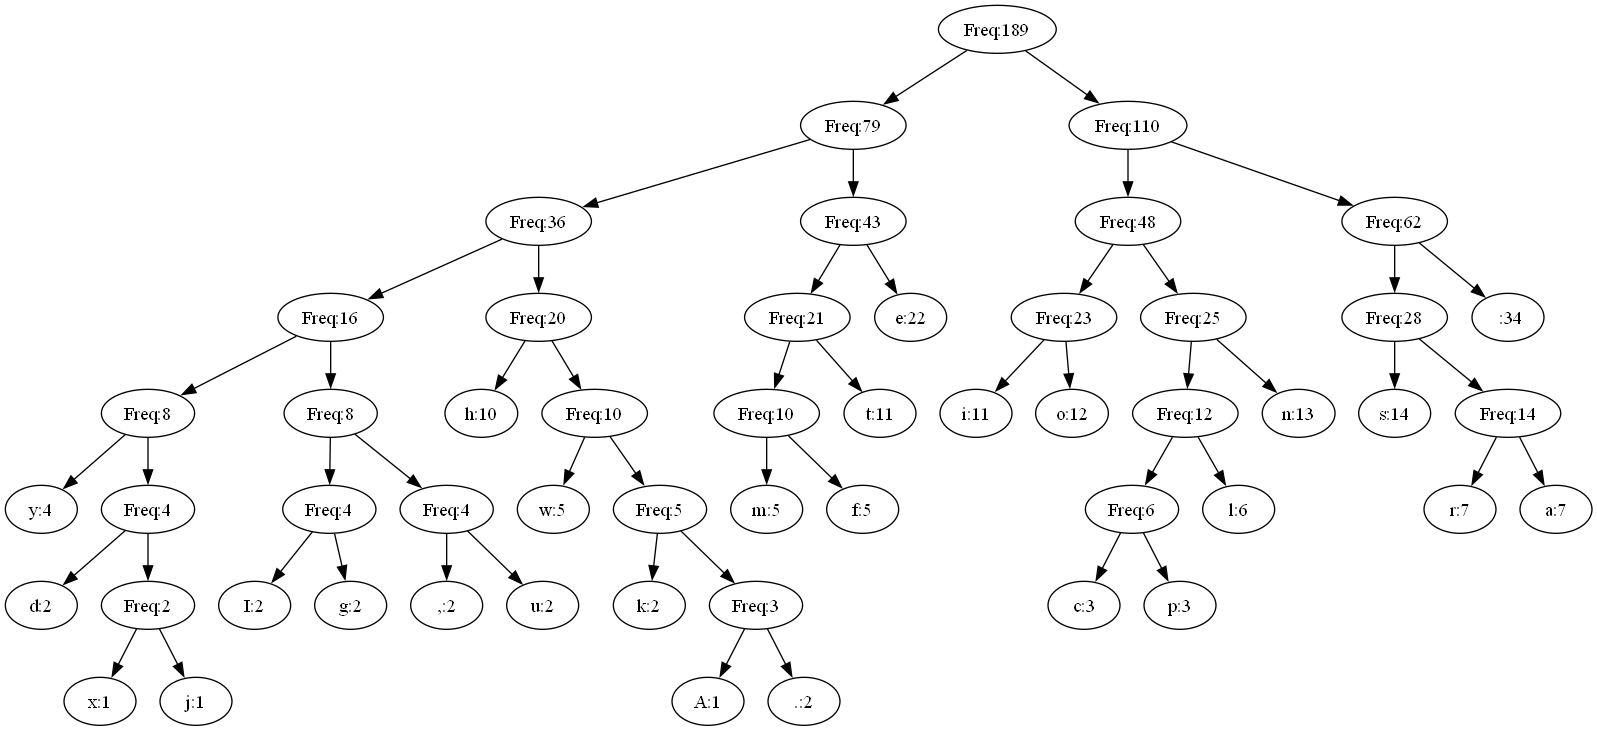 Freq:189
Freq:79 Freq:110
Freq:36 Freq:43 Freq:48 Freq:62
Freq:16 Freq:20 Freq:21 e:22 Freq:23 Freq:25 Freq:28 :34
Freq:8 Freq:8 h:10 Freq:10 Freq:10 t:11 i:11 o:12 Freq:12 n:13 s:14 Freq:14
y:4 Freq:4 Freq:4 Freq:4 w:5 Freq:5 m:5 f:5 Freq:6 l:6 r:7 a:7
d:2 Freq:2 I:2 g:2 ,:2 u:2 k:2 Freq:3 c:3 p:3
x:1 j:1 A:1 .:2